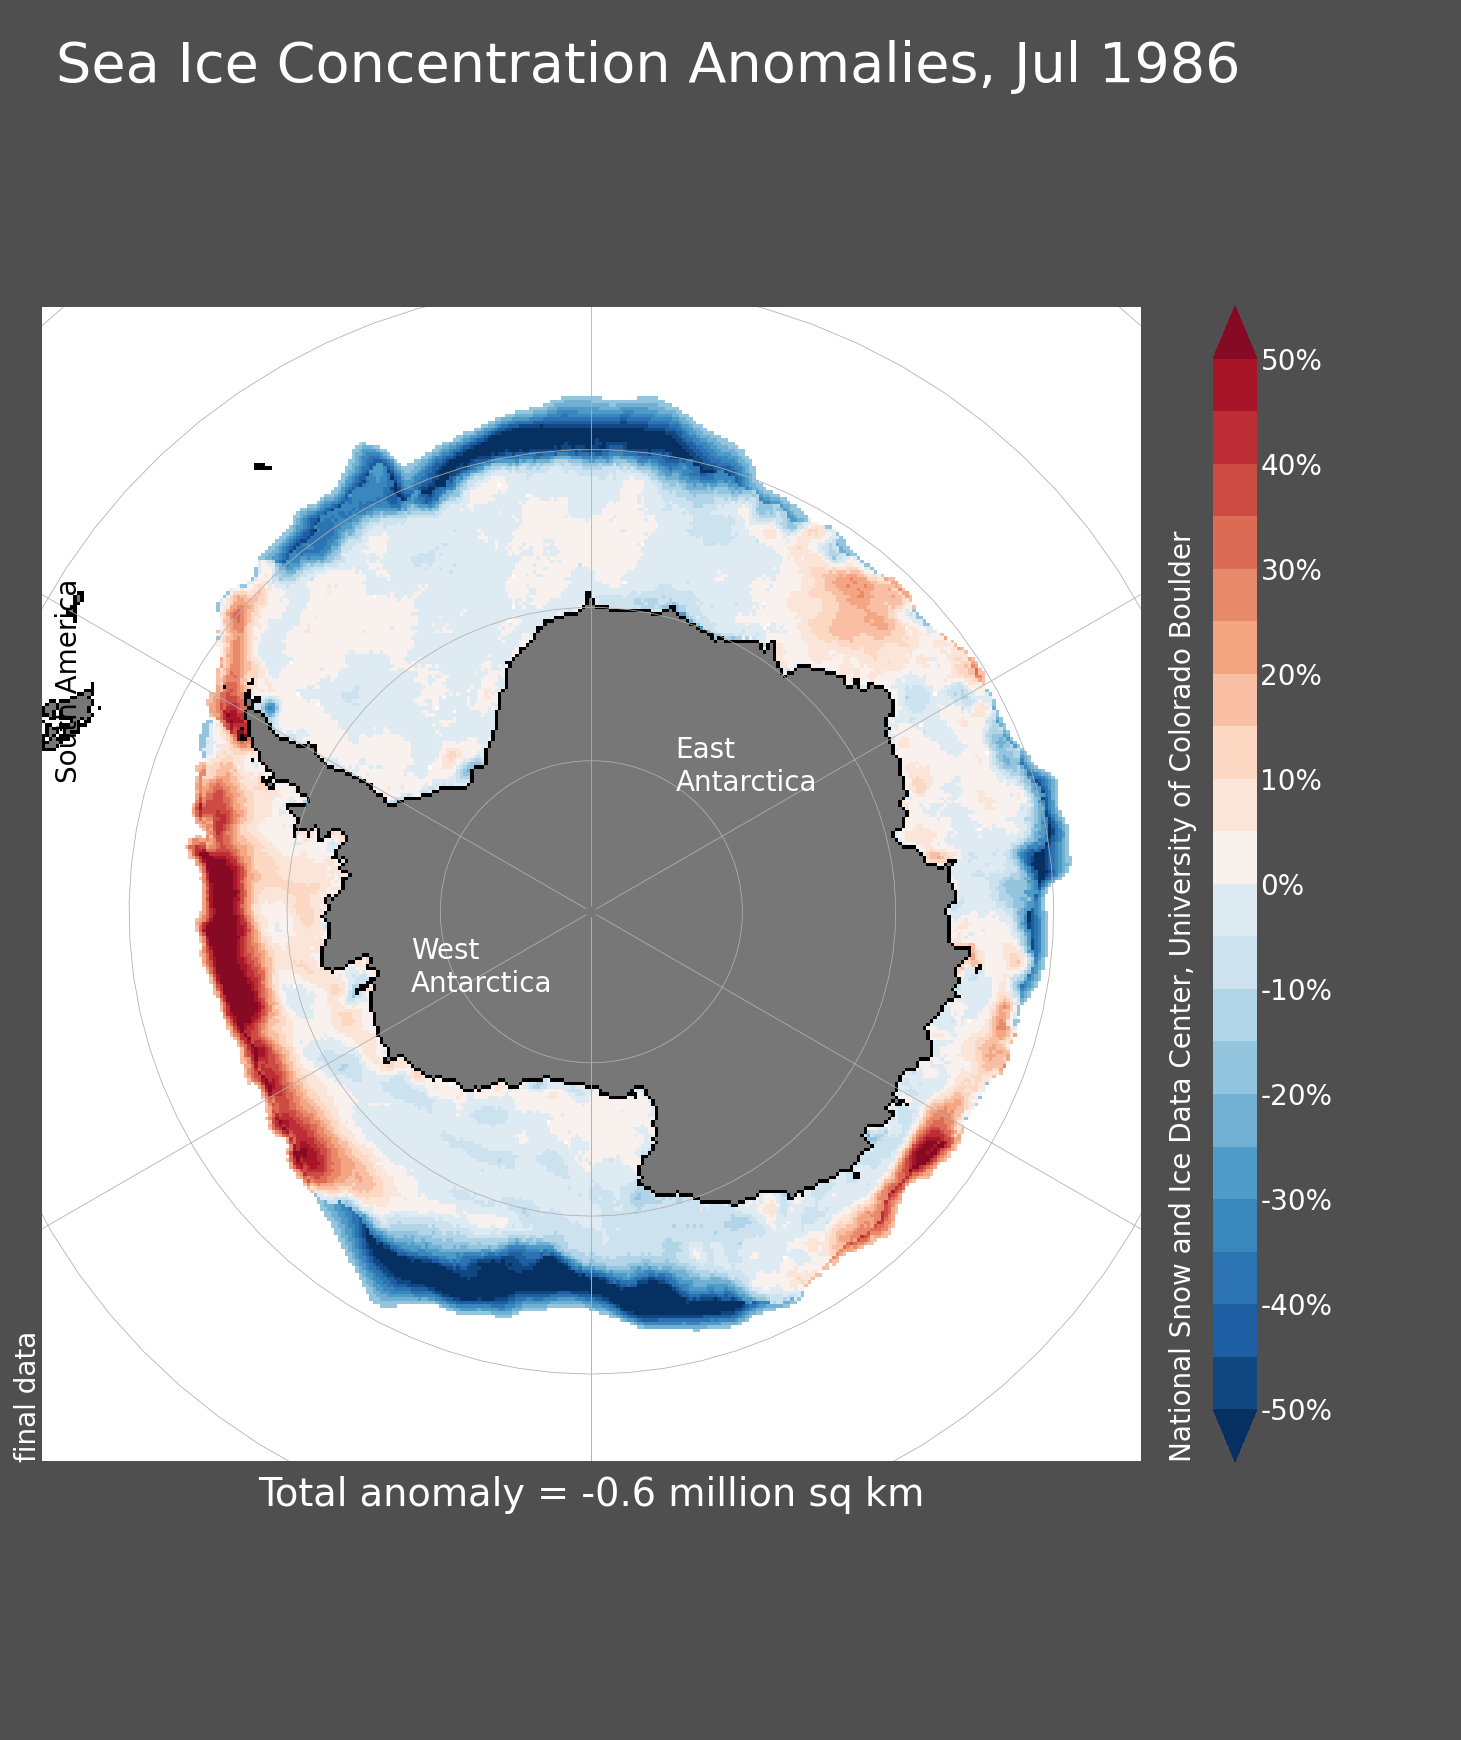 Sea Ice Concentration Anomalies, Jul 1986
South America
East
Antarctica
West
Antarctica
final data
National Snow and Ice Data Center, University of Colorado Boulder
50%
40%
30%
20%
10%
0%
-10%
-20%
-30%
-40%
-50%
Total anomaly = -0.6 million sq km